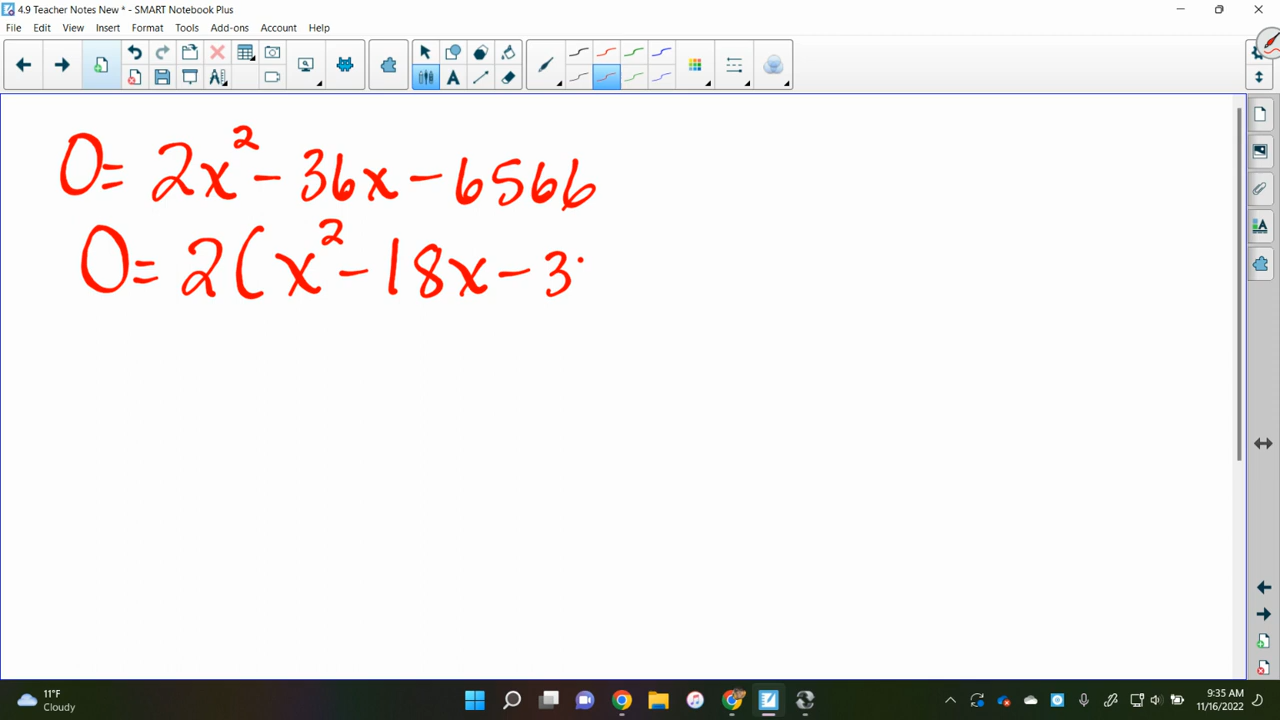 4.9 Teacher Notes New * - SMART Notebook Plus
File Edit View Insert Format Tools Add-ons Help
0= 2x² - 36x - 6566
0= 2(x² - 18x - 3
11°F
Cloudy
9:35 AM
11/16/2022